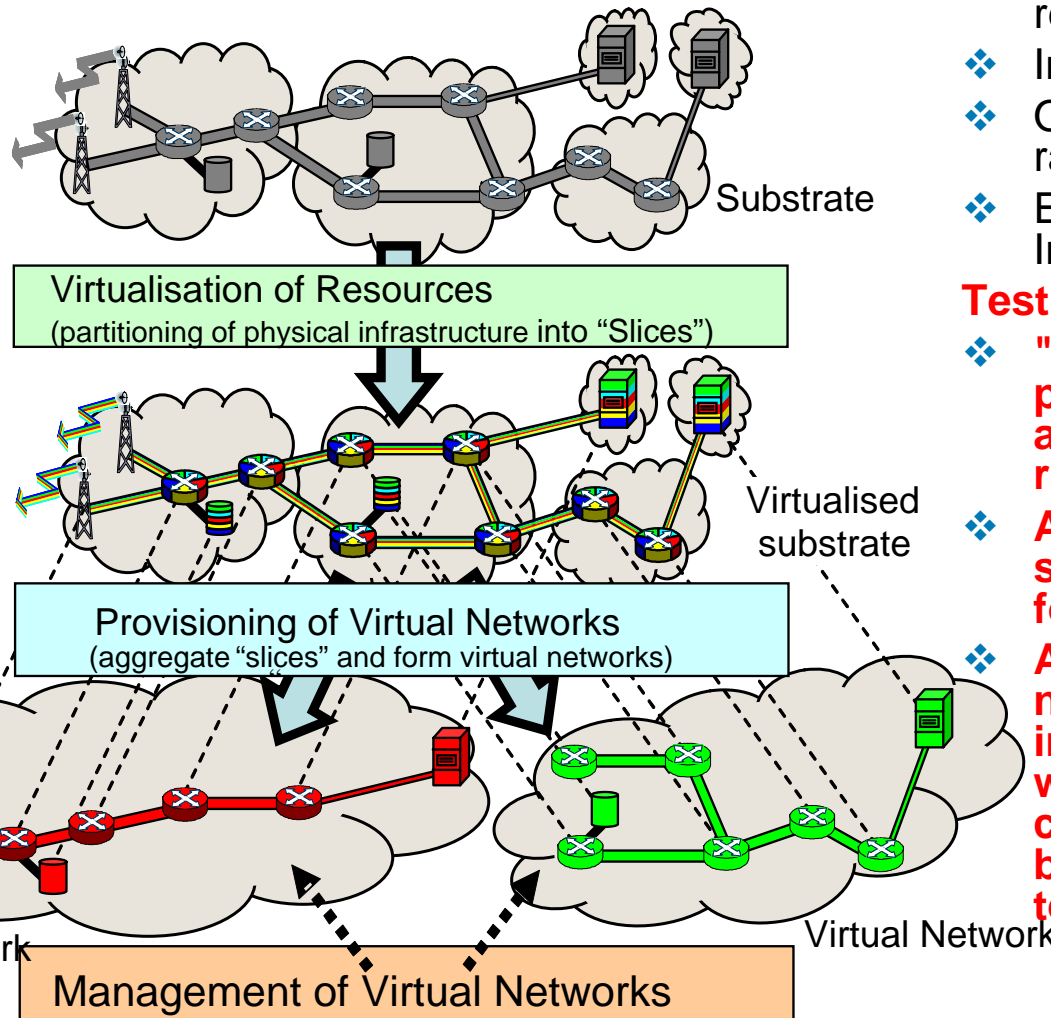 Substrate
Virtualisation of Resources
(partitioning of physical infrastructure into “Slices”)
Virtualised
substrate
Provisioning of Virtual Networks
(aggregate “slices” and form virtual networks)
Virtual Network
Management of Virtual Networks
Test